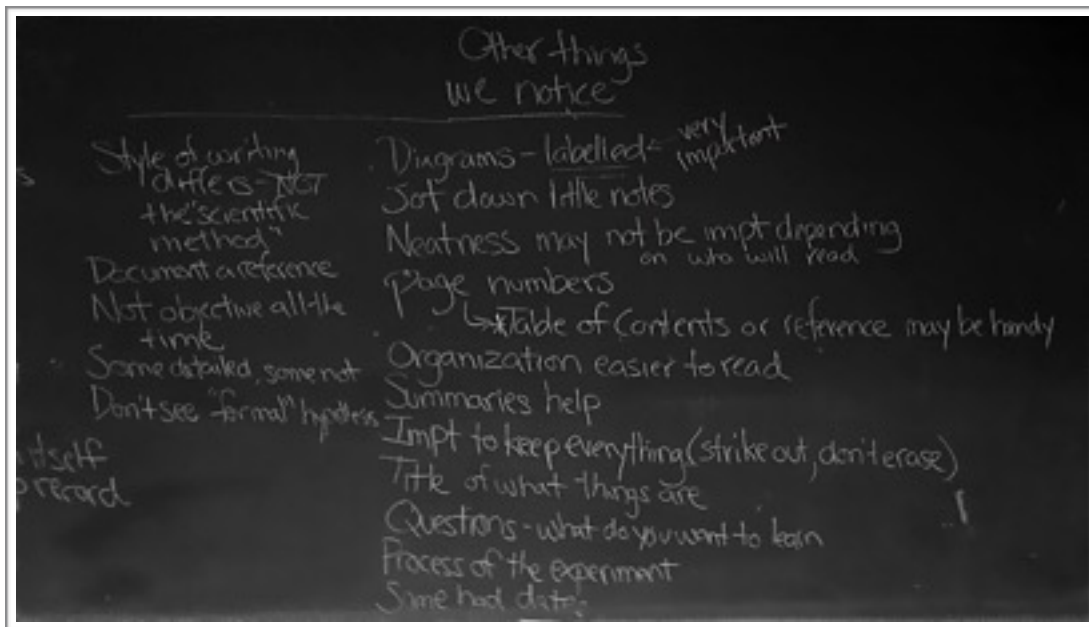 Other things
we notice
Style of writing
differs - NOT
the "scientific
method"
Document a reference
Not objective all the
time
Some detailed, some not
Don't see "formal" hypothesis
itself
record
Diagrams - labelled ← very
important
Jot down little notes
Neatness may not be impt depending
on who will read
page numbers
↳ *Table of Contents or reference may be handy
Organization easier to read
Summaries help
Impt to keep everything (strike out, don't erase)
Title of what things are
Questions - what do you want to learn
Process of the experiment
Some had dates